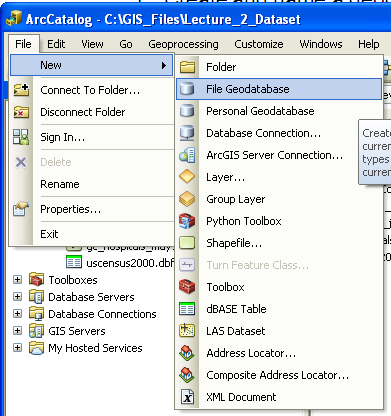 ArcCatalog - C:\GIS_Files\Lecture_2_Dataset
File Edit View Go Geoprocessing Customize Windows Help
New
Connect To Folder...
Disconnect Folder
Sign In...
Delete
Rename
Properties...
Exit
Folder
File Geodatabase
Personal Geodatabase
Database Connection...
ArcGIS Server Connection...
Layer...
Group Layer
Python Toolbox
Shapefile...
Turn Feature Class...
Toolbox
dBASE Table
LAS Dataset
Address Locator...
Composite Address Locator...
XML Document
Create
curren
types
curren
uscensus2000.dbf
Toolboxes
Database Servers
Database Connections
GIS Servers
My Hosted Services